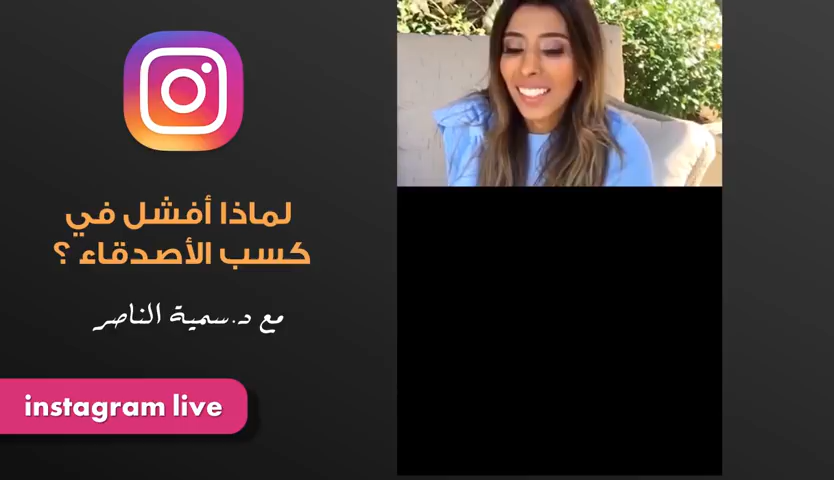 لماذا أفشل في
كسب الأصدقاء ؟
مع د.سمية الناصر
instagram live